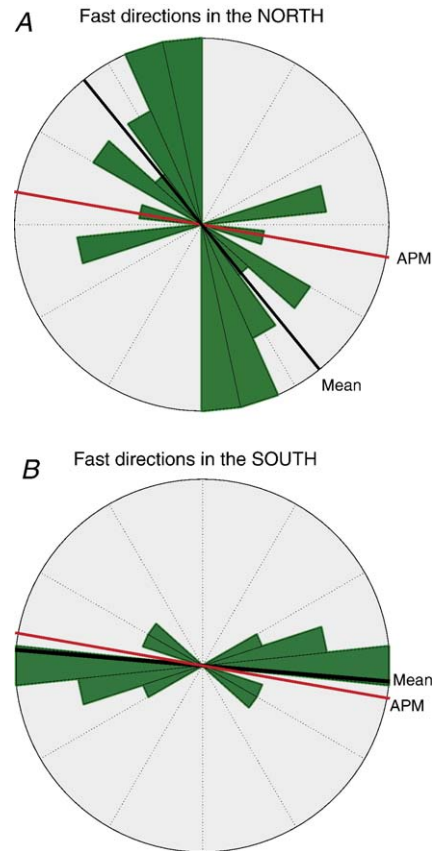 A
Fast directions in the NORTH
APM
Mean
B
Fast directions in the SOUTH
Mean
APM